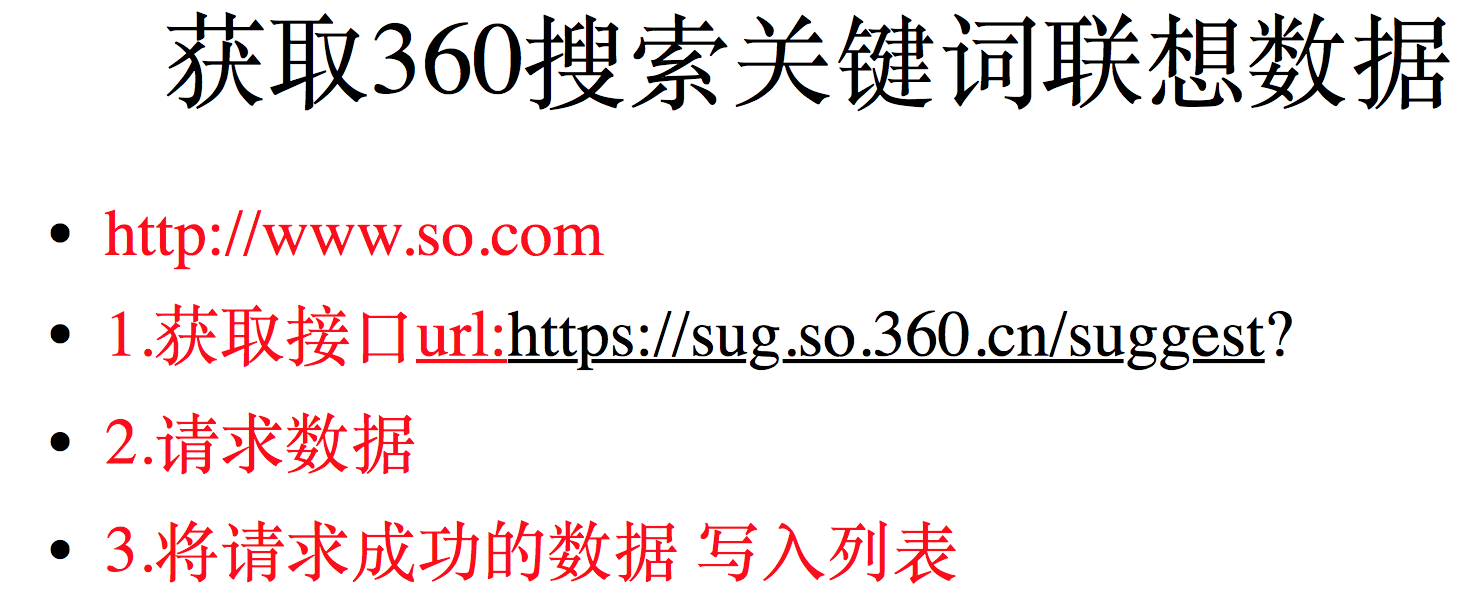 获取360搜索关键词联想数据
• http://www.so.com
• 1.获取接口url:https://sug.so.360.cn/suggest?
• 2.请求数据
• 3.将请求成功的数据 写入列表